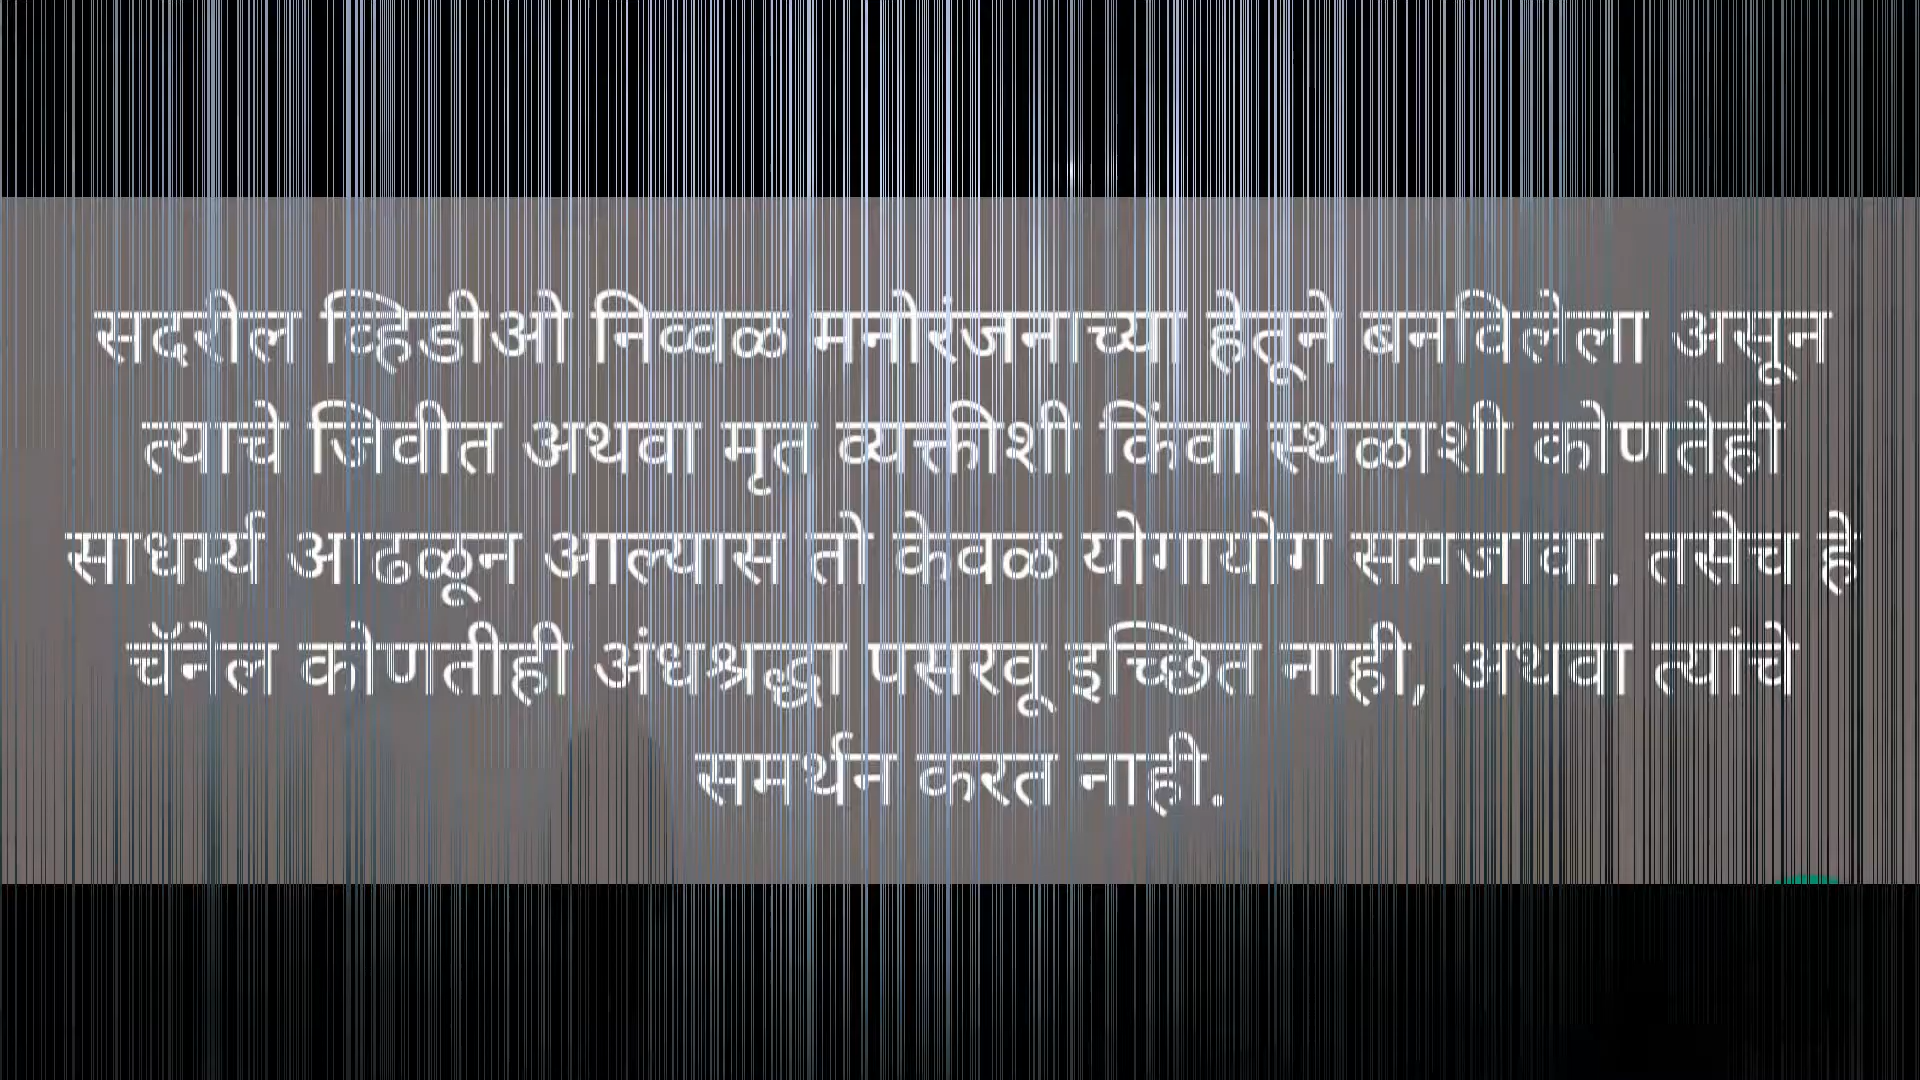 सदरील व्हिडीओ निव्वळ मनोरंजनाच्या हेतूने बनविलेला असून
त्याचे जिवीत अथवा मृत व्यक्तीशी किंवा स्थळाशी कोणतेही
साधर्म्य आढळून आल्यास तो केवळ योगायोग समजावा. तसेच हे
चॅनेल कोणतीही अंधश्रद्धा पसरवू इच्छित नाही, अथवा त्यांचे
समर्थन करत नाही.